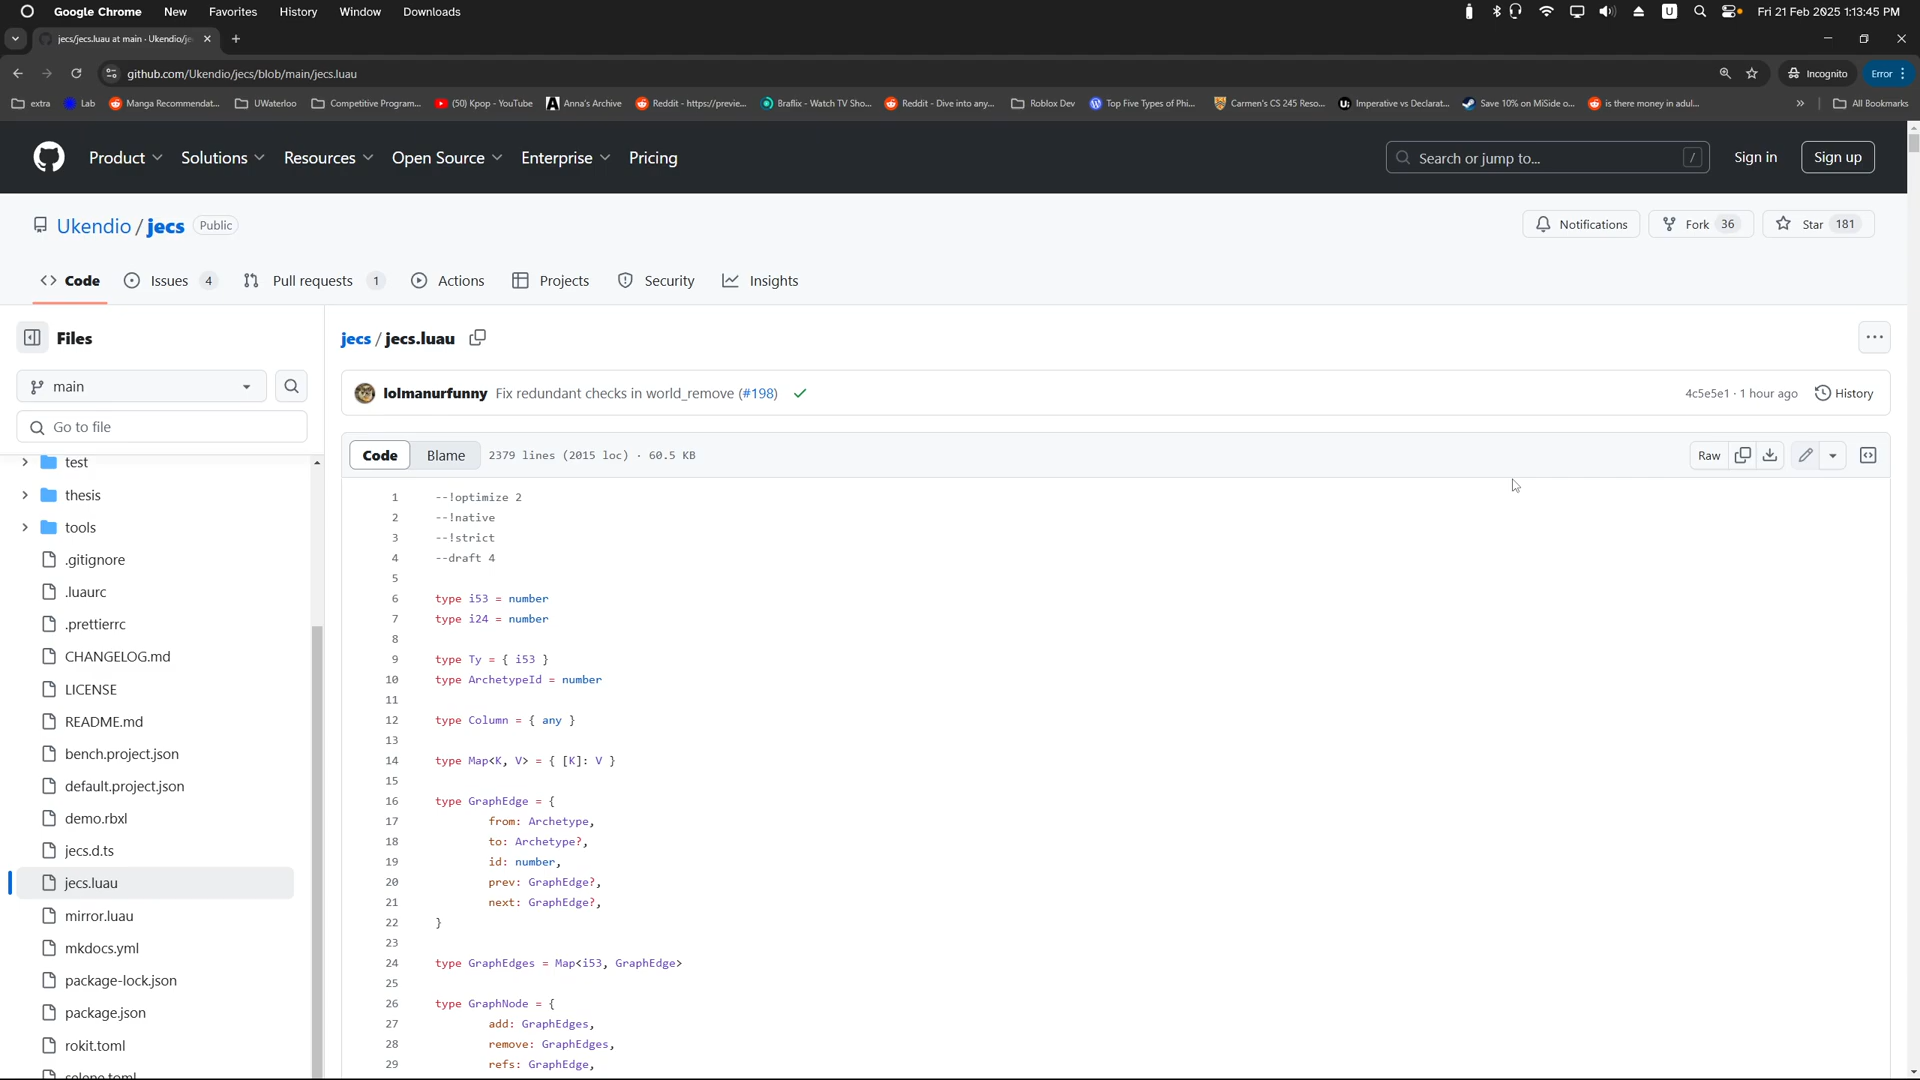 Google Chrome New Favorites History Window Downloads U Fri 21 Feb 2025 1:13:45 PM
jecs/jecs.luau at main · Ukendio/je
github.com/Ukendio/jecs/blob/main/jecs.luau Incognito Error
extra Lab Manga Recommendat... UWaterloo Competitive Program... (50) Kpop - YouTube Anna's Archive Reddit - https://previe... Braflix - Watch TV Sho... Reddit - Dive into any... Roblox Dev Top Five Types of Phi... Carmen's CS 245 Reso... Imperative vs Declarat... Save 10% on MiSide o... is there money in adul... » All Bookmarks
Product Solutions Resources Open Source Enterprise Pricing Search or jump to... / Sign in Sign up
Ukendio / jecs Public Notifications Fork 36 Star 181
Code Issues 4 Pull requests 1 Actions Projects Security Insights
Files
main
Go to file
test
thesis
tools
.gitignore
.luaurc
.prettierrc
CHANGELOG.md
LICENSE
README.md
bench.project.json
default.project.json
demo.rbxl
jecs.d.ts
jecs.luau
mirror.luau
mkdocs.yml
package-lock.json
package.json
rokit.toml
selene.toml
jecs / jecs.luau
lolmanurfunny Fix redundant checks in world_remove (#198) 4c5e5e1 · 1 hour ago History
Code Blame 2379 lines (2015 loc) · 60.5 KB Raw
1 --!optimize 2
2 --!native
3 --!strict
4 --draft 4
5
6 type i53 = number
7 type i24 = number
8
9 type Ty = { i53 }
10 type ArchetypeId = number
11
12 type Column = { any }
13
14 type Map<K, V> = { [K]: V }
15
16 type GraphEdge = {
17 from: Archetype,
18 to: Archetype?,
19 id: number,
20 prev: GraphEdge?,
21 next: GraphEdge?,
22 }
23
24 type GraphEdges = Map<i53, GraphEdge>
25
26 type GraphNode = {
27 add: GraphEdges,
28 remove: GraphEdges,
29 refs: GraphEdge,